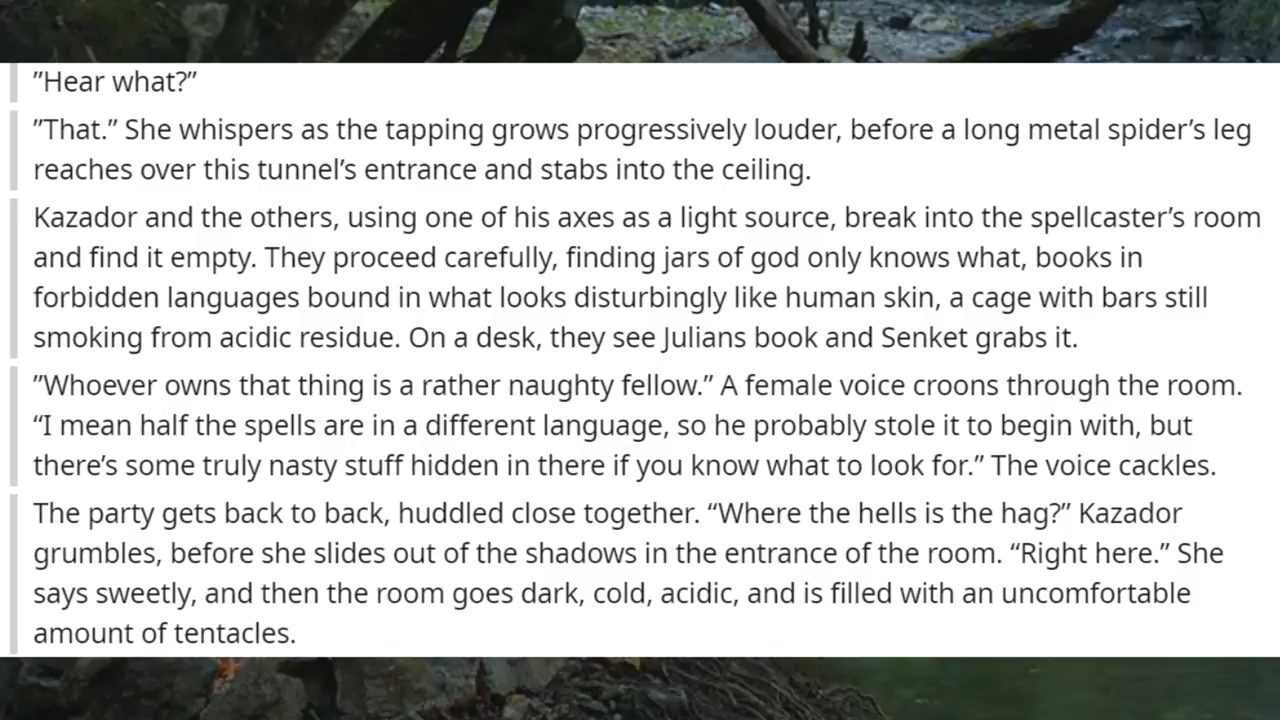 ”Hear what?”
”That.” She whispers as the tapping grows progressively louder, before a long metal spider’s leg
reaches over this tunnel’s entrance and stabs into the ceiling.
Kazador and the others, using one of his axes as a light source, break into the spellcaster’s room
and find it empty. They proceed carefully, finding jars of god only knows what, books in
forbidden languages bound in what looks disturbingly like human skin, a cage with bars still
smoking from acidic residue. On a desk, they see Julians book and Senket grabs it.
”Whoever owns that thing is a rather naughty fellow.” A female voice croons through the room.
“I mean half the spells are in a different language, so he probably stole it to begin with, but
there’s some truly nasty stuff hidden in there if you know what to look for.” The voice cackles.
The party gets back to back, huddled close together. “Where the hells is the hag?” Kazador
grumbles, before she slides out of the shadows in the entrance of the room. “Right here.” She
says sweetly, and then the room goes dark, cold, acidic, and is filled with an uncomfortable
amount of tentacles.